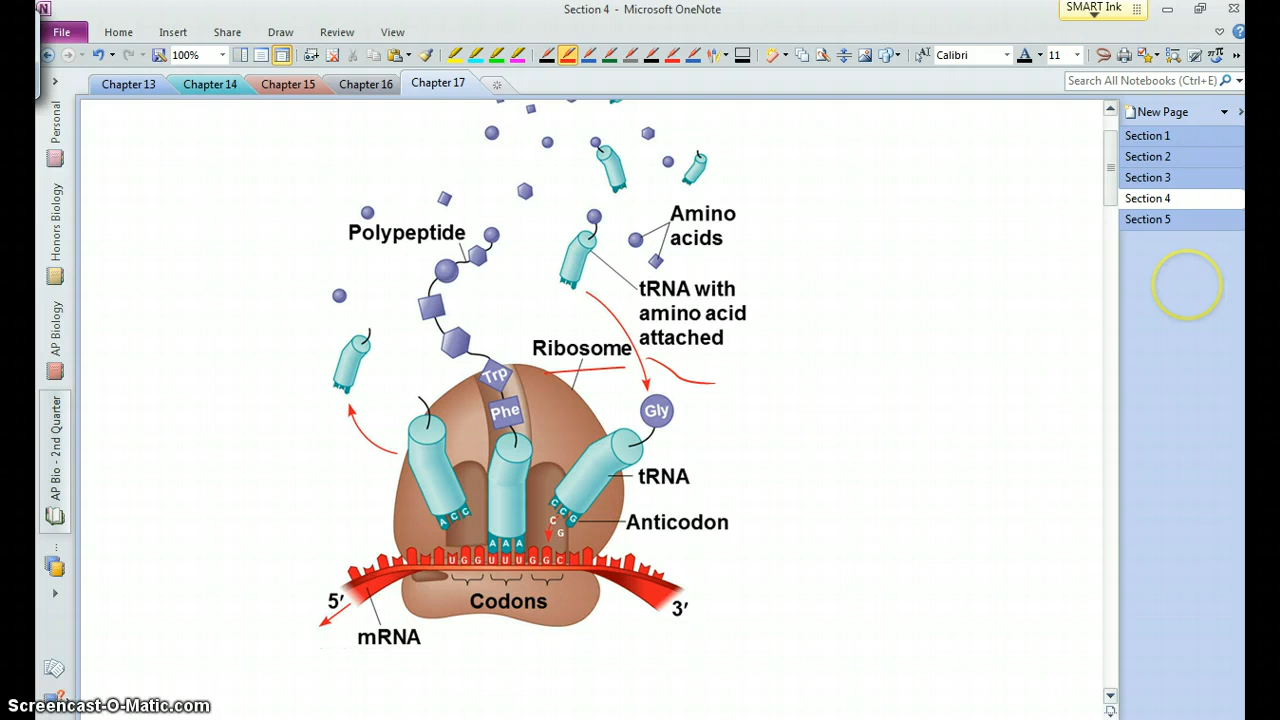 Section 4 - Microsoft OneNote
SMART Ink
File Home Insert Share Draw Review View
100%
Calibri
A
11
Chapter 13 Chapter 14 Chapter 15 Chapter 16 Chapter 17
Search All Notebooks (Ctrl+E)
New Page
Section 1
Section 2
Section 3
Section 4
Section 5
Personal
Honors Biology
AP Biology
AP Bio - 2nd Quarter
Amino
acids
Polypeptide
tRNA with
amino acid
attached
Ribosome
Trp
Phe
Gly
tRNA
A C C
C C G
C
G
Anticodon
A A A
U G G U U U G G C
Codons
5′
3′
mRNA
Screencast-O-Matic.com